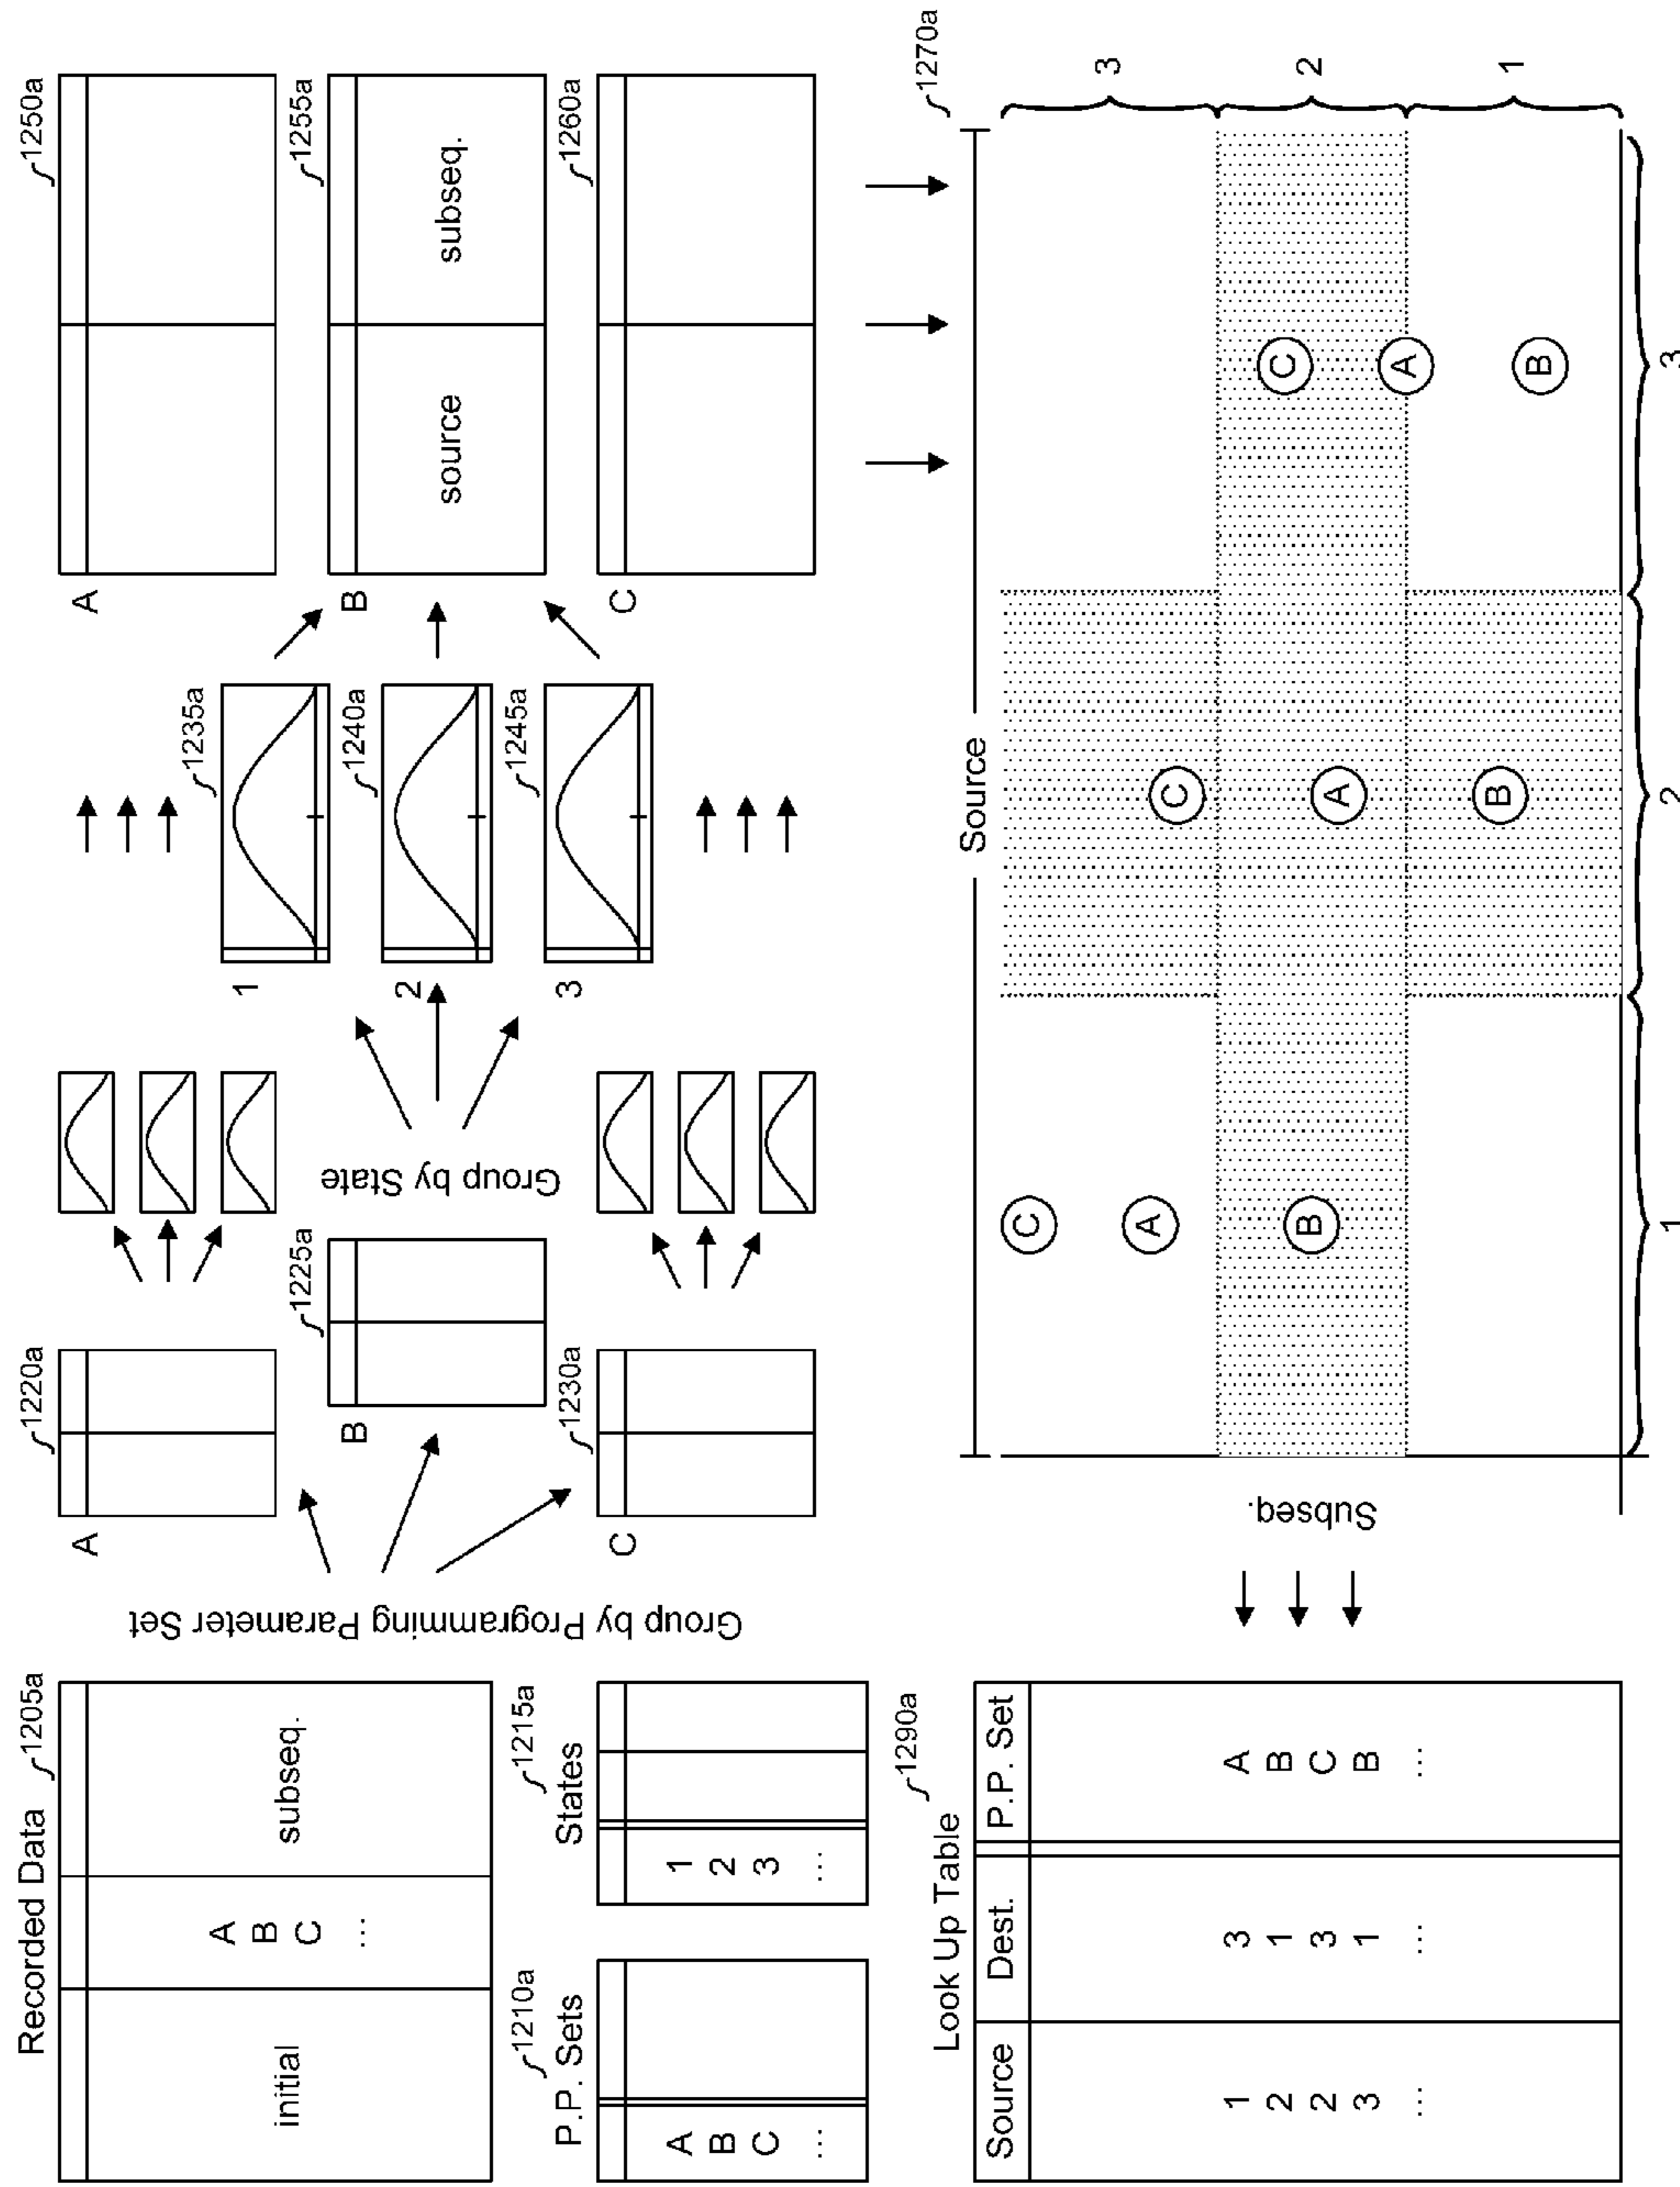 Recorded Data
1205a
initial
A
B
C
...
subseq.
P.P. Sets
1210a
A
B
C
...
States
1215a
1
2
3
...
Group by Programming Parameter Set
A
1220a
B
1225a
C
1230a
Group by State
1
1235a
2
1240a
3
1245a
A
1250a
B
1255a
source
subseq.
C
1260a
Look Up Table
1290a
Source Dest. P.P. Set
1 3 A
2 1 B
2 3 C
3 1 B
... ... ...
Subseq.
Source
1270a
C
A
B
C
A
B
C
A
B
3
2
1
1
2
3